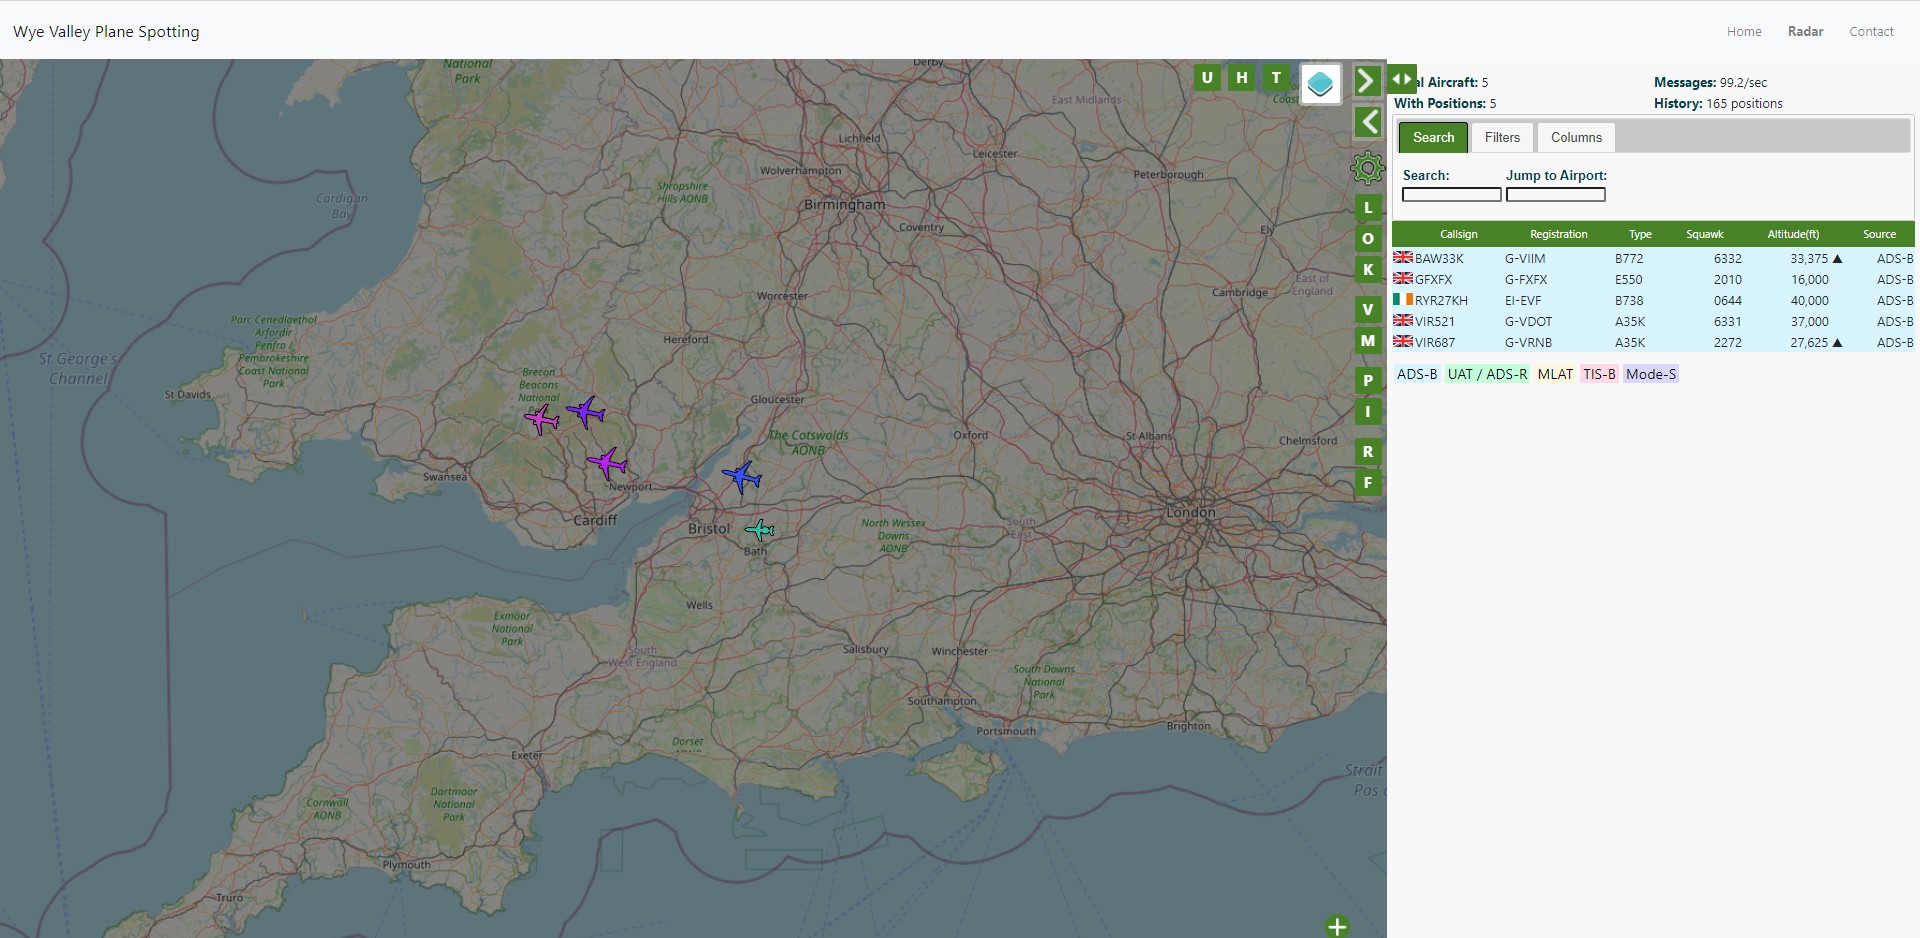 Wye Valley Plane Spotting
Home Radar Contact
U H T
L
O
K
V
M
P
I
R
F
al Aircraft: 5 Messages: 99.2/sec
With Positions: 5 History: 165 positions
Search Filters Columns
Search: Jump to Airport:
Callsign Registration Type Squawk Altitude(ft) Source
BAW33K G-VIIM B772 6332 33,375 ▲ ADS-B
GFXFX G-FXFX E550 2010 16,000 ADS-B
RYR27KH EI-EVF B738 0644 40,000 ADS-B
VIR521 G-VDOT A35K 6331 37,000 ADS-B
VIR687 G-VRNB A35K 2272 27,625 ▲ ADS-B
ADS-B UAT / ADS-R MLAT TIS-B Mode-S
National
Park
Derby
East Midlands
Coast
Lichfield
Leicester
Wolverhampton
Peterborough
Shropshire
Hills AONB
Birmingham
Cardigan
Bay
Coventry
Ely
East of
England
Cambridge
Worcester
Parc Cenedlaethol
Arfordir
Penfro /
Pembrokeshire
Coast National
Park
Hereford
St George's
Channel
Brecon
Beacons
National
St Davids
Gloucester
The Cotswolds
AONB
Oxford
St Albans
Chelmsford
Swansea
Newport
Cardiff
Bristol
Bath
North Wessex
Downs
AONB
South
East
London
Wells
Exmoor
National
Park
South
West England
Salisbury
Winchester
South Downs
National
Park
Southampton
Portsmouth
Brighton
Dorset
AONB
Exeter
Strait
Pas
Dartmoor
National
Park
Cornwall
AONB
Plymouth
Truro